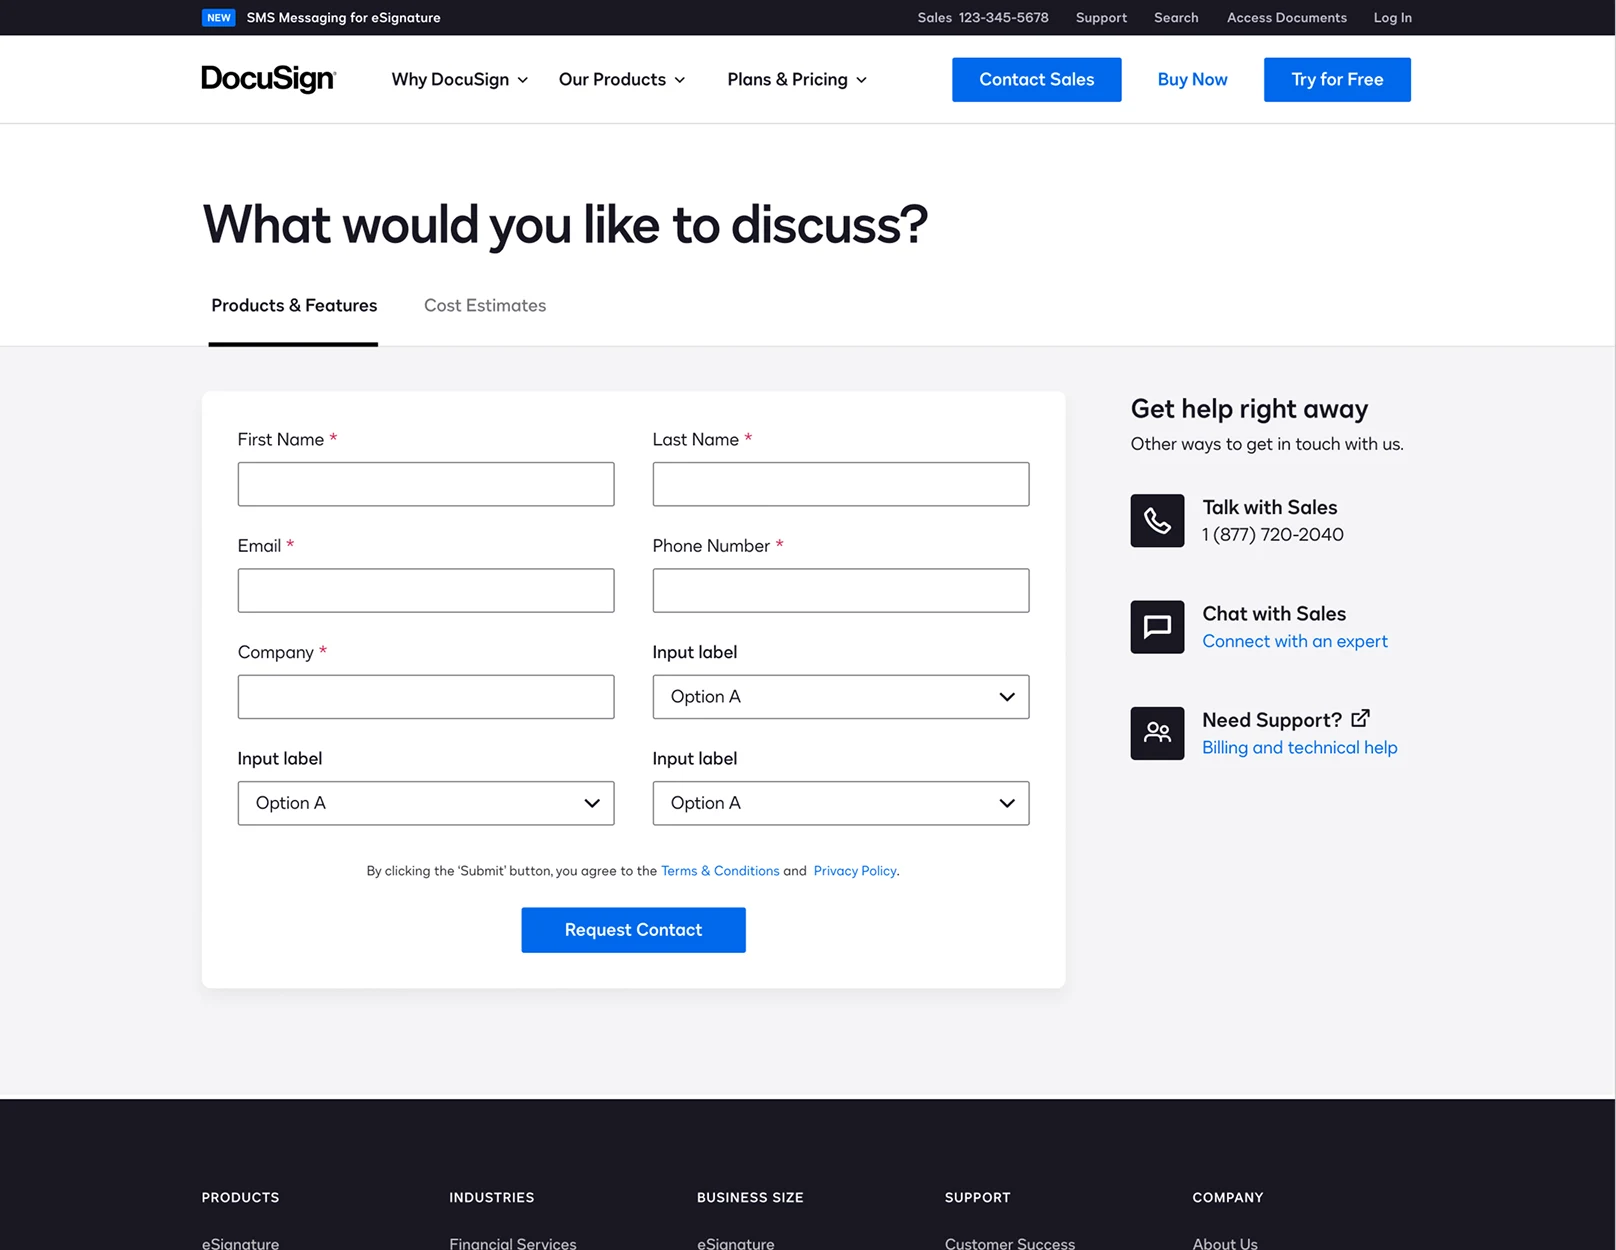 NEW SMS Messaging for eSignature Sales 123-345-5678 Support Search Access Documents Log In
DocuSign Why DocuSign Our Products Plans & Pricing Contact Sales Buy Now Try for Free
What would you like to discuss?
Products & Features Cost Estimates
First Name * Last Name *
Email * Phone Number *
Company * Input label
Option A
Input label Input label
Option A Option A
By clicking the ‘Submit’ button, you agree to the Terms & Conditions and Privacy Policy.
Request Contact
Get help right away
Other ways to get in touch with us.
Talk with Sales
1 (877) 720-2040
Chat with Sales
Connect with an expert
Need Support?
Billing and technical help
PRODUCTS INDUSTRIES BUSINESS SIZE SUPPORT COMPANY
eSignature Financial Services eSignature Customer Success About Us